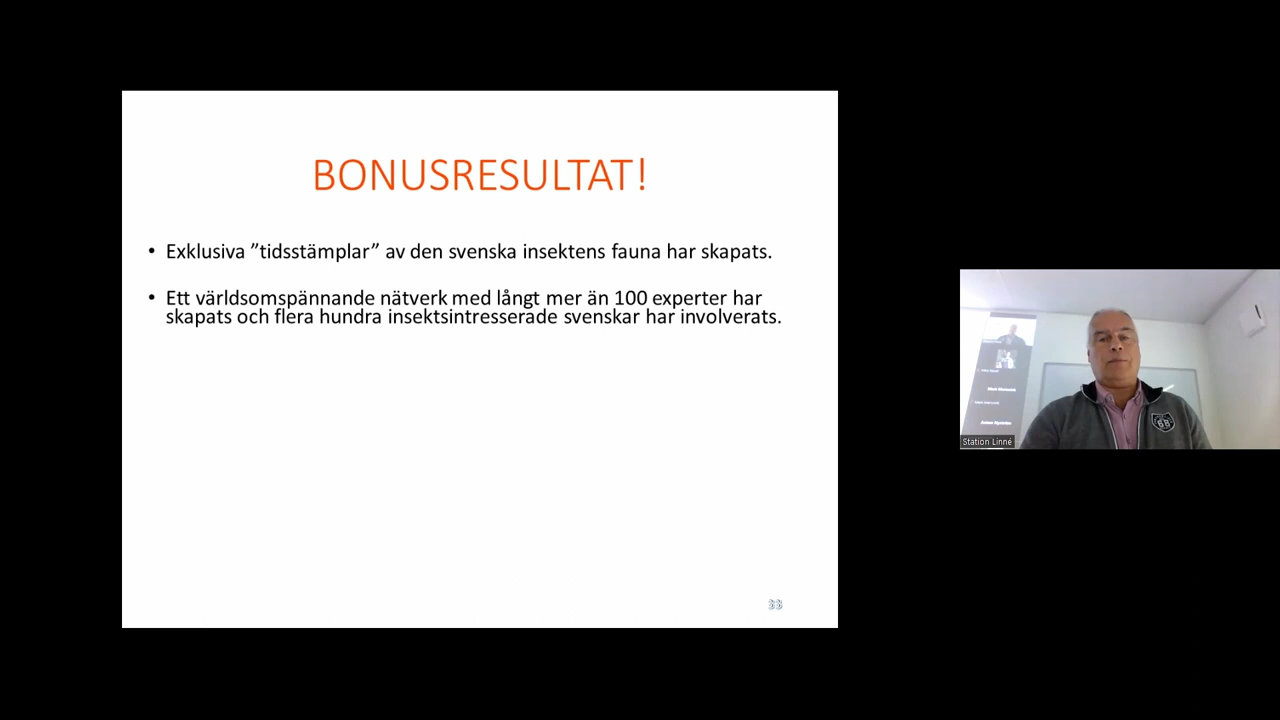 BONUSRESULTAT!
• Exklusiva ”tidsstämplar” av den svenska insektens fauna har skapats.
• Ett världsomspännande nätverk med långt mer än 100 experter har
skapats och flera hundra insektsintresserade svenskar har involverats.
33
Station Linné